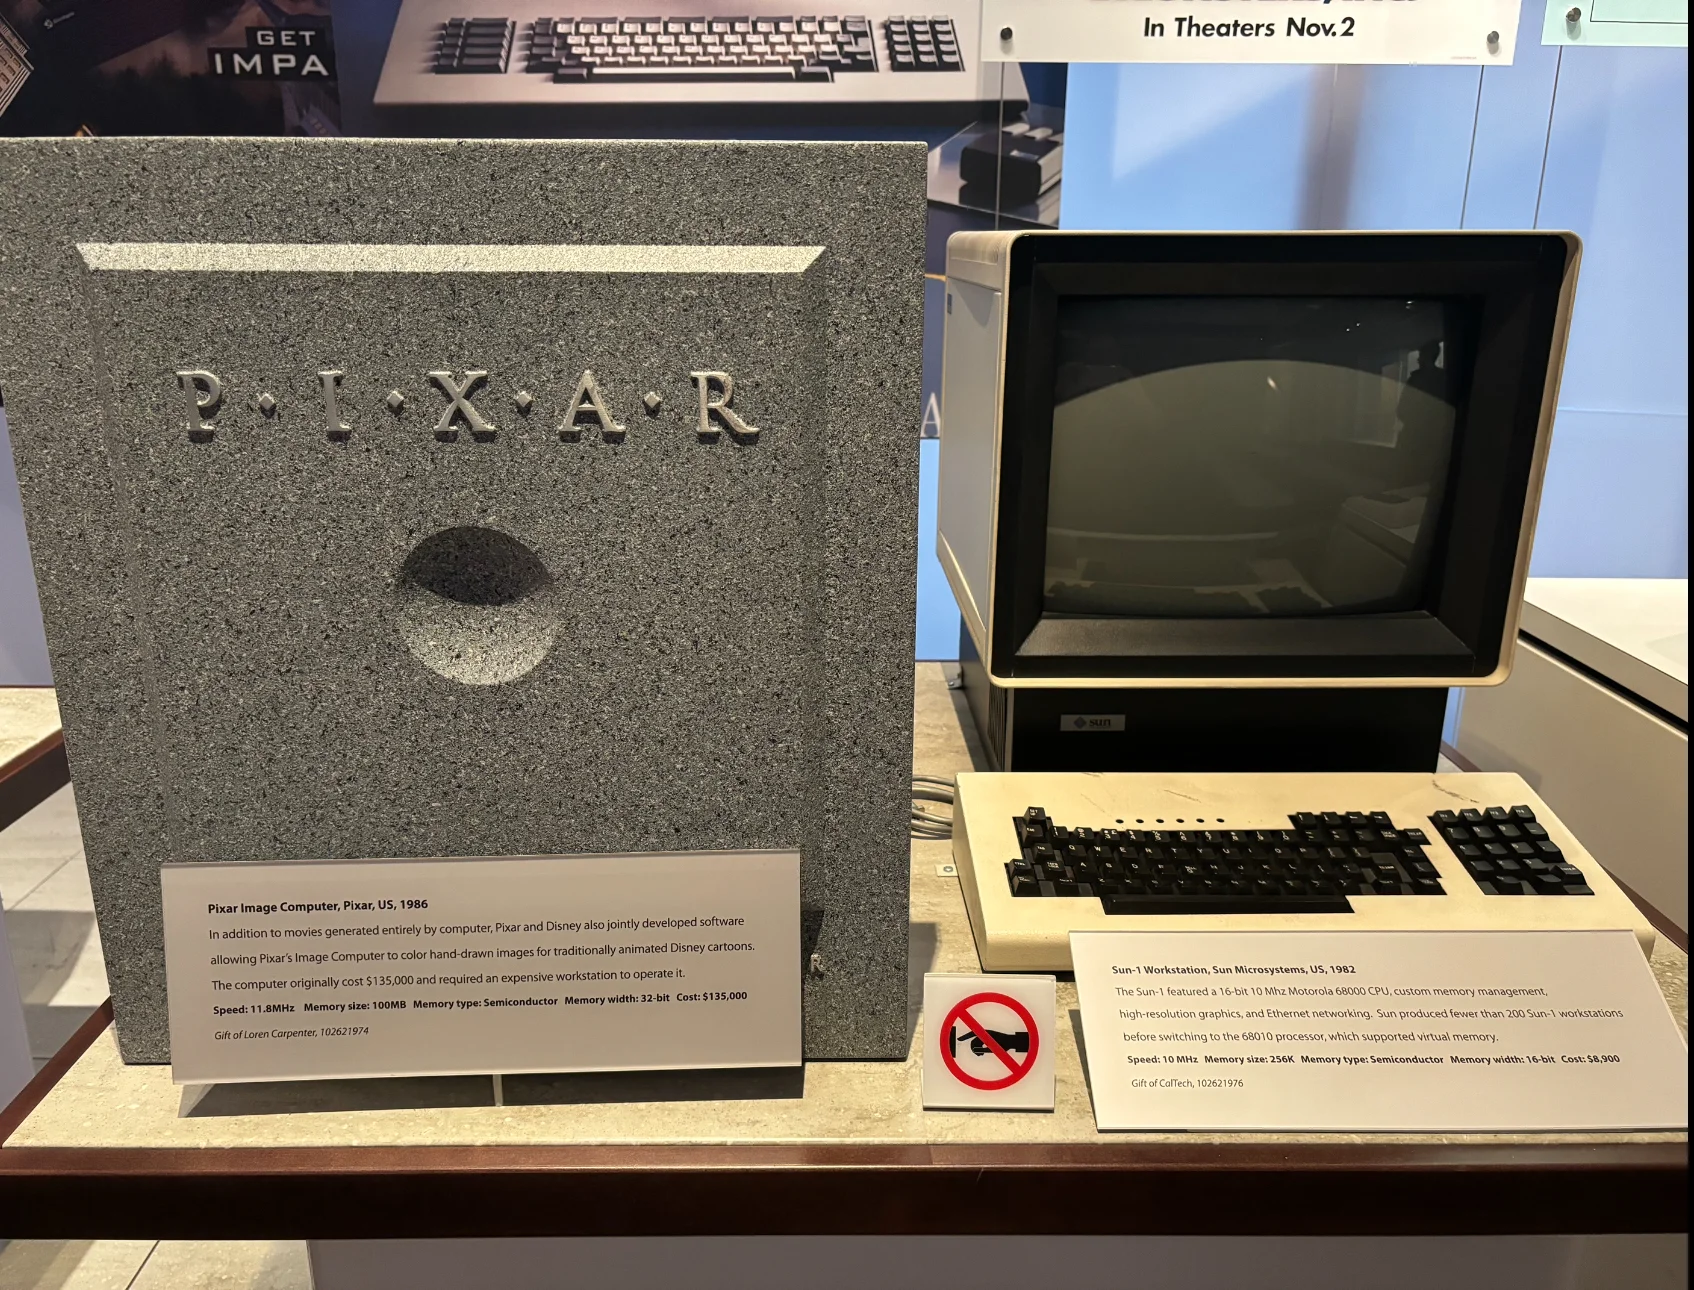 GET
IMPA
In Theaters Nov.2
P·I·X·A·R
A
sun
R
Pixar Image Computer, Pixar, US, 1986
In addition to movies generated entirely by computer, Pixar and Disney also jointly developed software
allowing Pixar's Image Computer to color hand-drawn images for traditionally animated Disney cartoons.
The computer originally cost $135,000 and required an expensive workstation to operate it.
Speed: 11.8MHz Memory size: 100MB Memory type: Semiconductor Memory width: 32-bit Cost: $135,000
Gift of Loren Carpenter, 102621974
Sun-1 Workstation, Sun Microsystems, US, 1982
The Sun-1 featured a 16-bit 10 Mhz Motorola 68000 CPU, custom memory management,
high-resolution graphics, and Ethernet networking. Sun produced fewer than 200 Sun-1 workstations
before switching to the 68010 processor, which supported virtual memory.
Speed: 10 MHz Memory size: 256K Memory type: Semiconductor Memory width: 16-bit Cost: $8,900
Gift of CalTech, 102621976